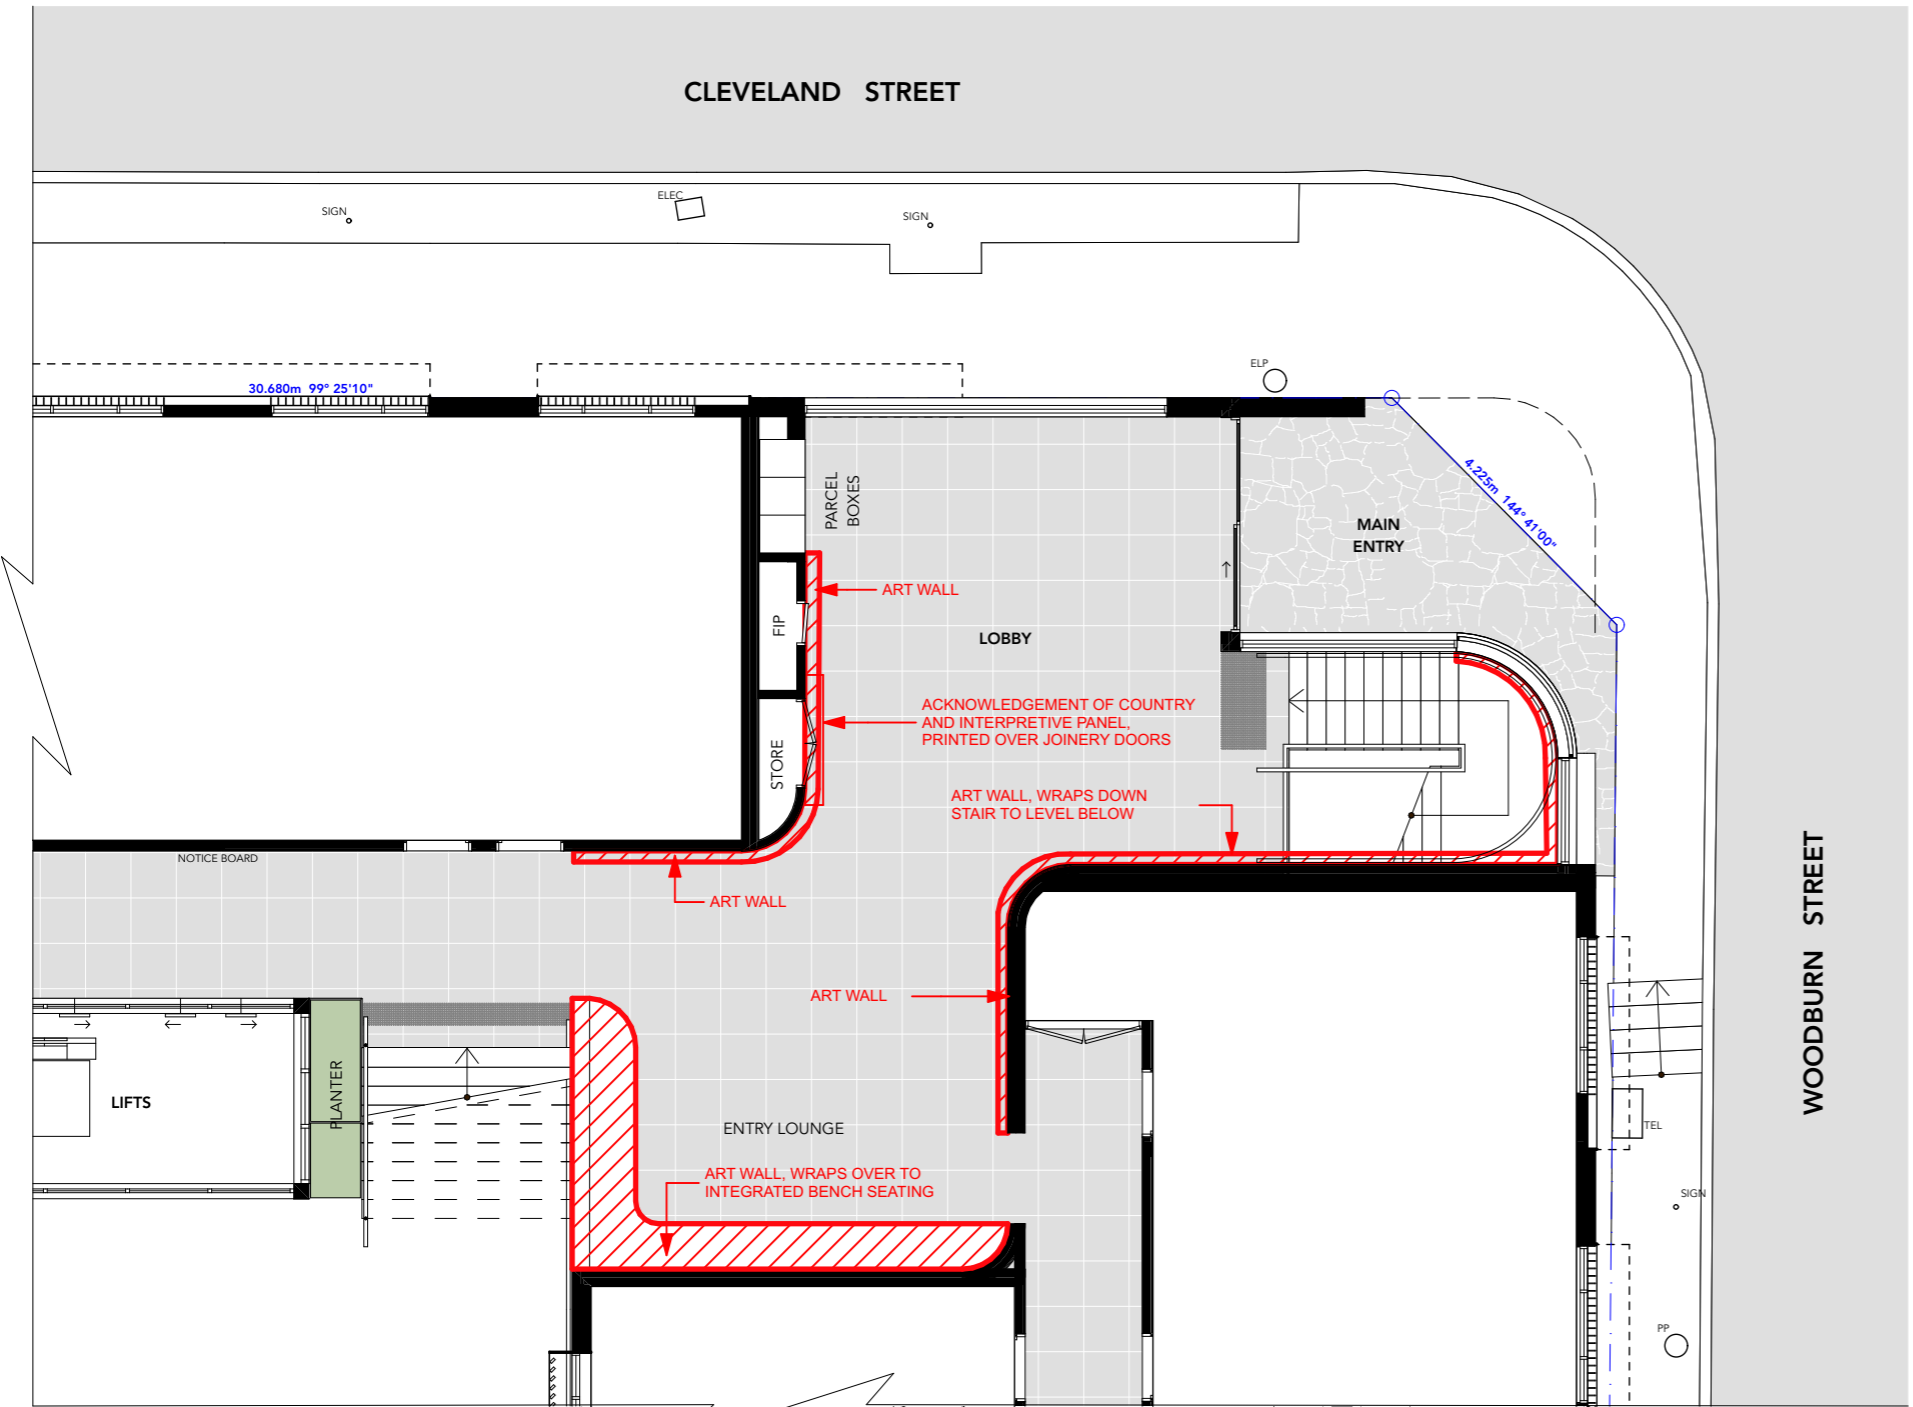 CLEVELAND STREET
SIGN
ELEC
SIGN
ELP
30.680m 99° 25'10"
4.225m 144° 41'00"
PARCEL
BOXES
MAIN
ENTRY
ART WALL
FIP
LOBBY
ACKNOWLEDGEMENT OF COUNTRY
AND INTERPRETIVE PANEL,
PRINTED OVER JOINERY DOORS
STORE
ART WALL, WRAPS DOWN
STAIR TO LEVEL BELOW
NOTICE BOARD
ART WALL
WOODBURN STREET
ART WALL
LIFTS
PLANTER
ENTRY LOUNGE
TEL
ART WALL, WRAPS OVER TO
INTEGRATED BENCH SEATING
SIGN
PP